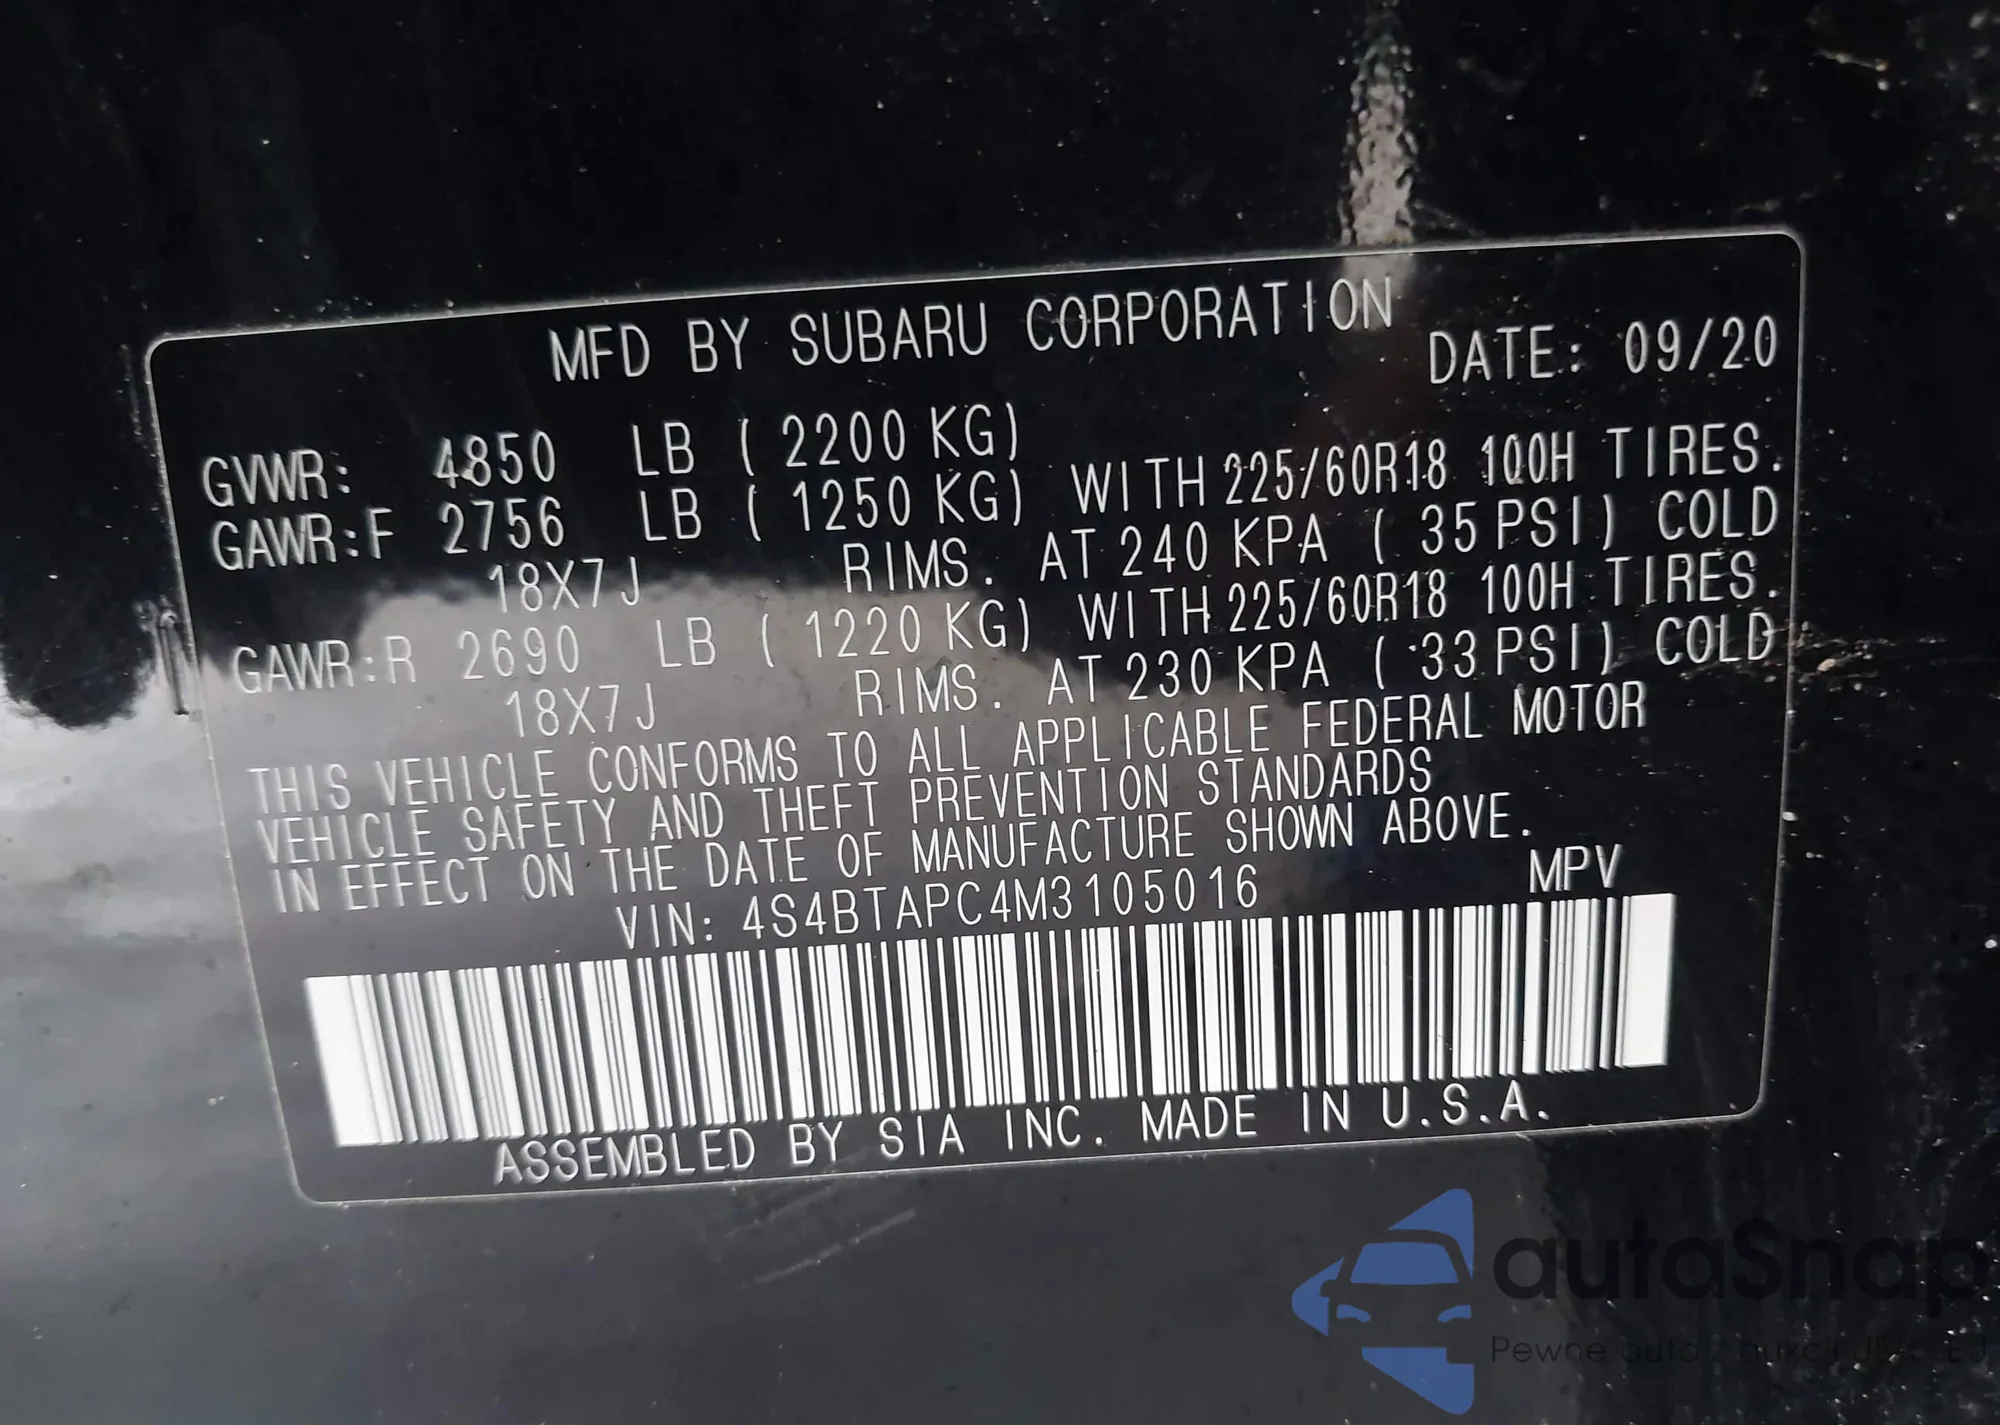 MFD BY SUBARU CORPORATION
DATE: 09/20
GVWR: 4850 LB ( 2200 KG)
GAWR:F 2756 LB ( 1250 KG) WITH 225/60R18 100H TIRES.
18X7J RIMS. AT 240 KPA ( 35 PSI) COLD
GAWR:R 2690 LB ( 1220 KG) WITH 225/60R18 100H TIRES.
18X7J RIMS. AT 230 KPA ( 33 PSI) COLD
THIS VEHICLE CONFORMS TO ALL APPLICABLE FEDERAL MOTOR
VEHICLE SAFETY AND THEFT PREVENTION STANDARDS
IN EFFECT ON THE DATE OF MANUFACTURE SHOWN ABOVE.
VIN: 4S4BTAPC4M3105016 MPV
ASSEMBLED BY SIA INC. MADE IN U.S.A.
autaSnap
Pewne auta z aukcji